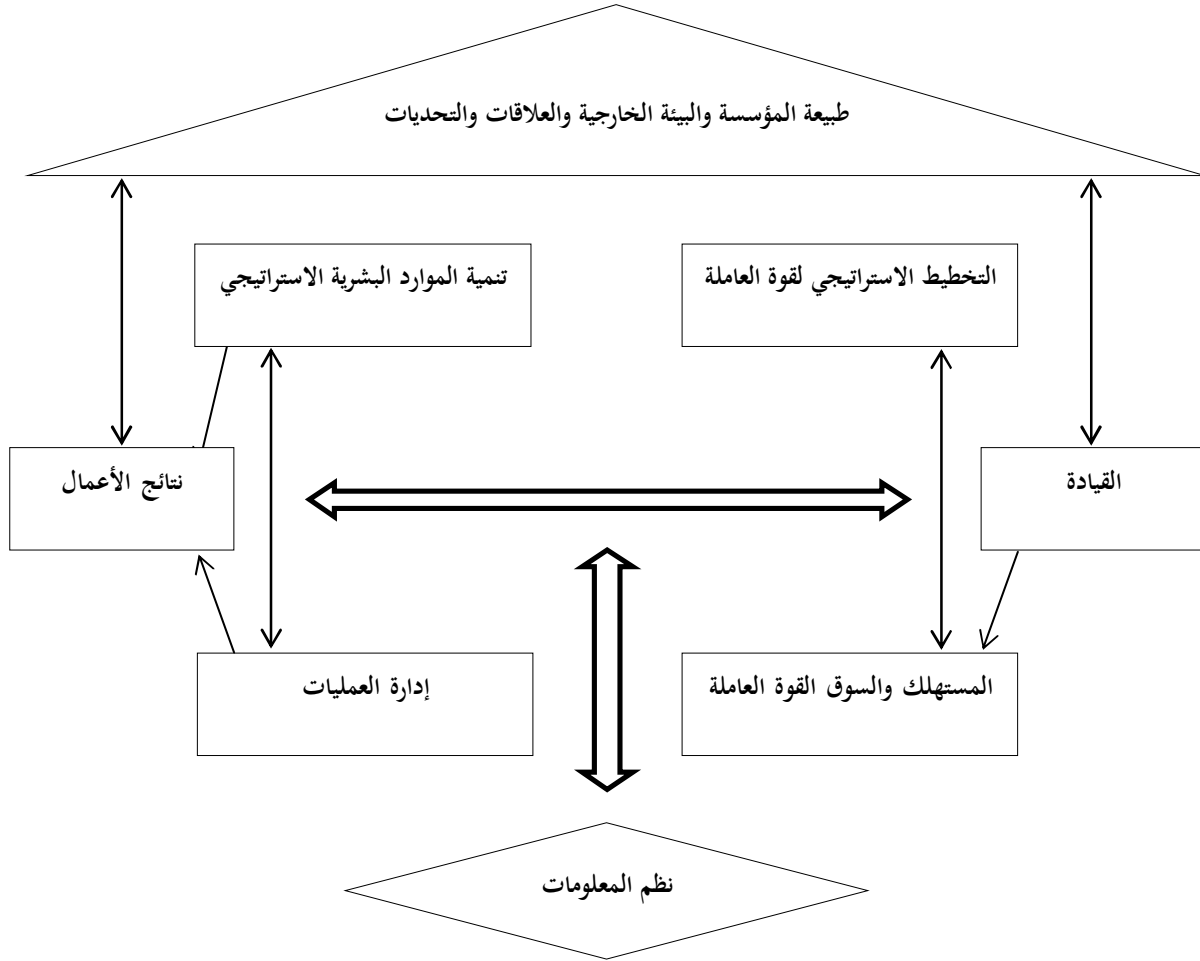 طبيعة المؤسسة والبيئة الخارجية والعلاقات والتحديات
التخطيط الاستراتيجي لقوة العاملة
تنمية الموارد البشرية الاستراتيجي
القيادة
نتائج الأعمال
المستهلك والسوق القوة العاملة
إدارة العمليات
نظم المعلومات